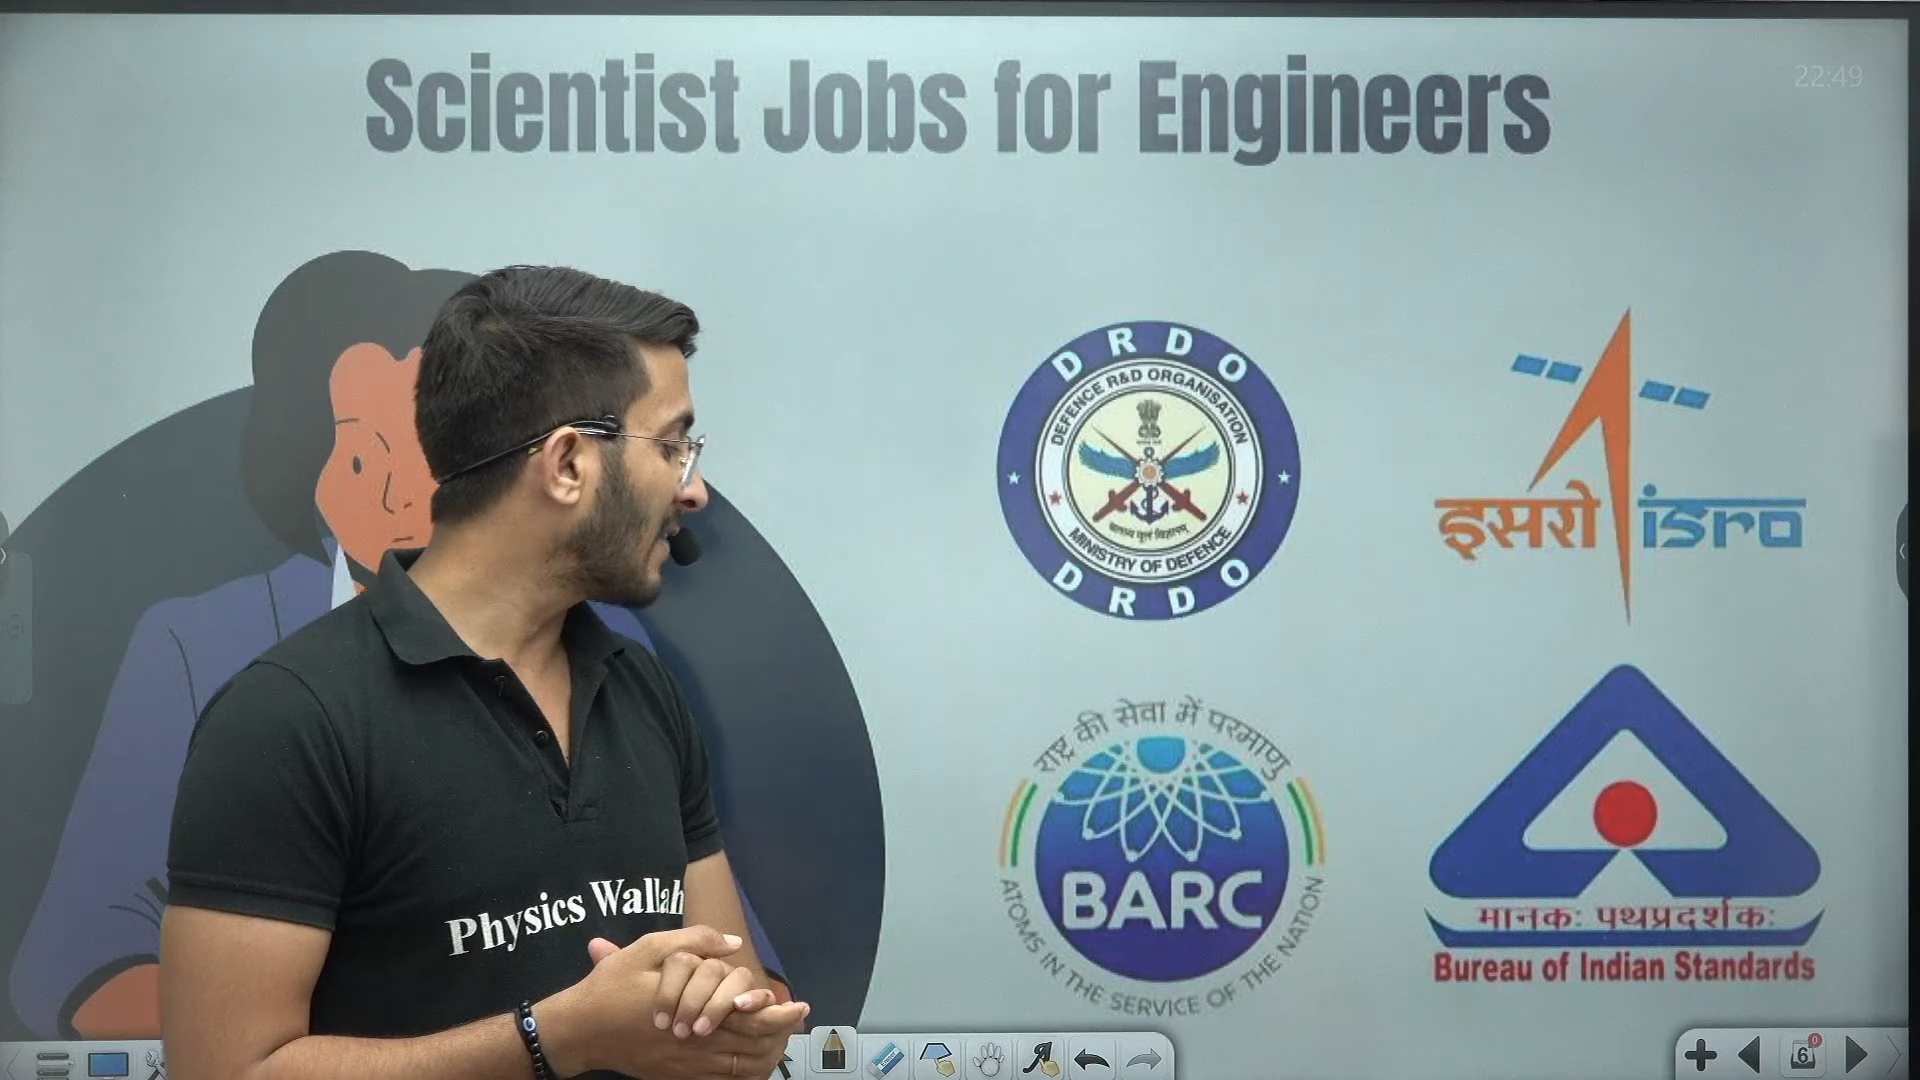 Scientist Jobs for Engineers
22:49
DRDO
DEFENCE R&D ORGANISATION
MINISTRY OF DEFENCE
DRDO
इसरो isro
राष्ट्र की सेवा में परमाणु
BARC
ATOMS IN THE SERVICE OF THE NATION
मानकः पथप्रदर्शकः
Bureau of Indian Standards
Physics Wallah
6
0